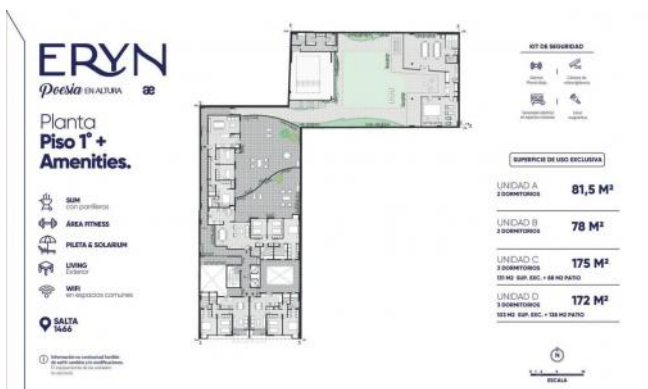 ERYN
Poesía EN ALTURA æ
Planta
Piso 1° +
Amenities.
SUM
con parrilleros
ÁREA FITNESS
PILETA & SOLARIUM
LIVING
Exterior
WIFI
en espacios comunes
SALTA
1466
KIT DE SEGURIDAD
SUPERFICIE DE USO EXCLUSIVA
UNIDAD A
2 DORMITORIOS
81,5 M²
UNIDAD B
2 DORMITORIOS
78 M²
UNIDAD C
3 DORMITORIOS
175 M²
UNIDAD D
3 DORMITORIOS
172 M²
N
ESCALA